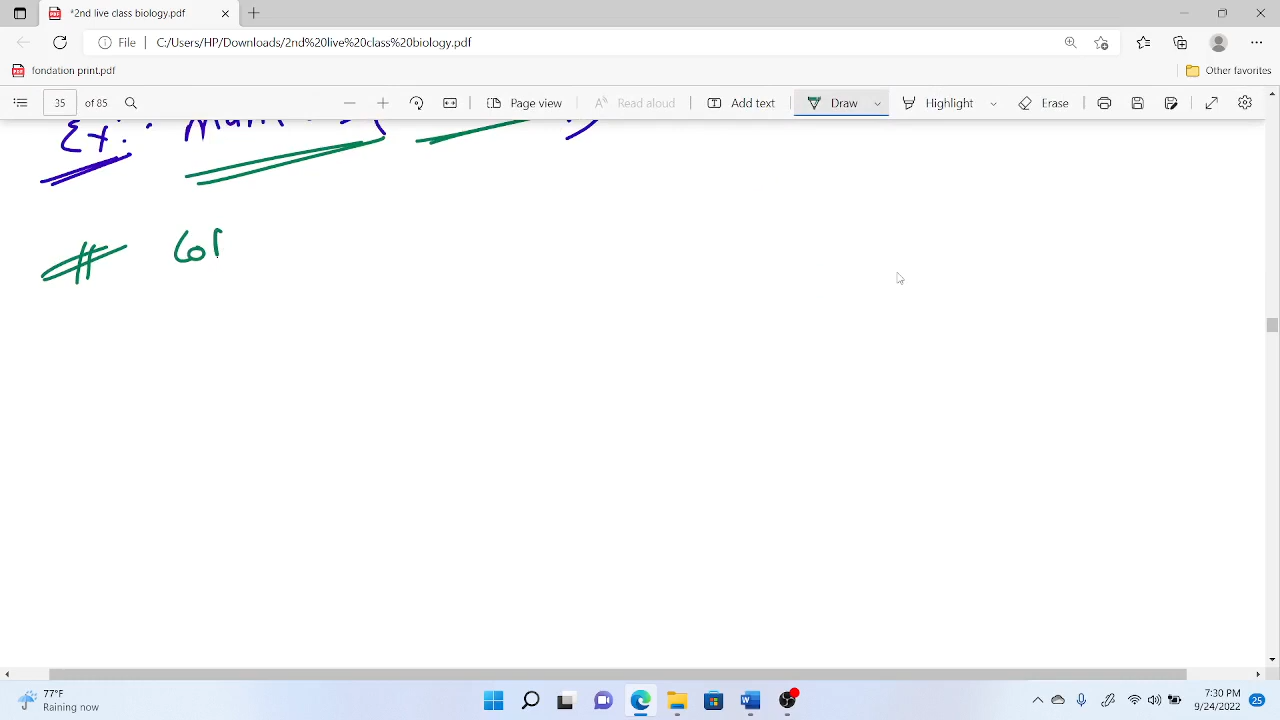 *2nd live class biology.pdf
File C:/Users/HP/Downloads/2nd%20live%20class%20biology.pdf
fondation print.pdf Other favorites
35 of 85 Page view Read aloud Add text Draw Highlight Erase
Ex:
#
77°F
Raining now
7:30 PM
9/24/2022
25